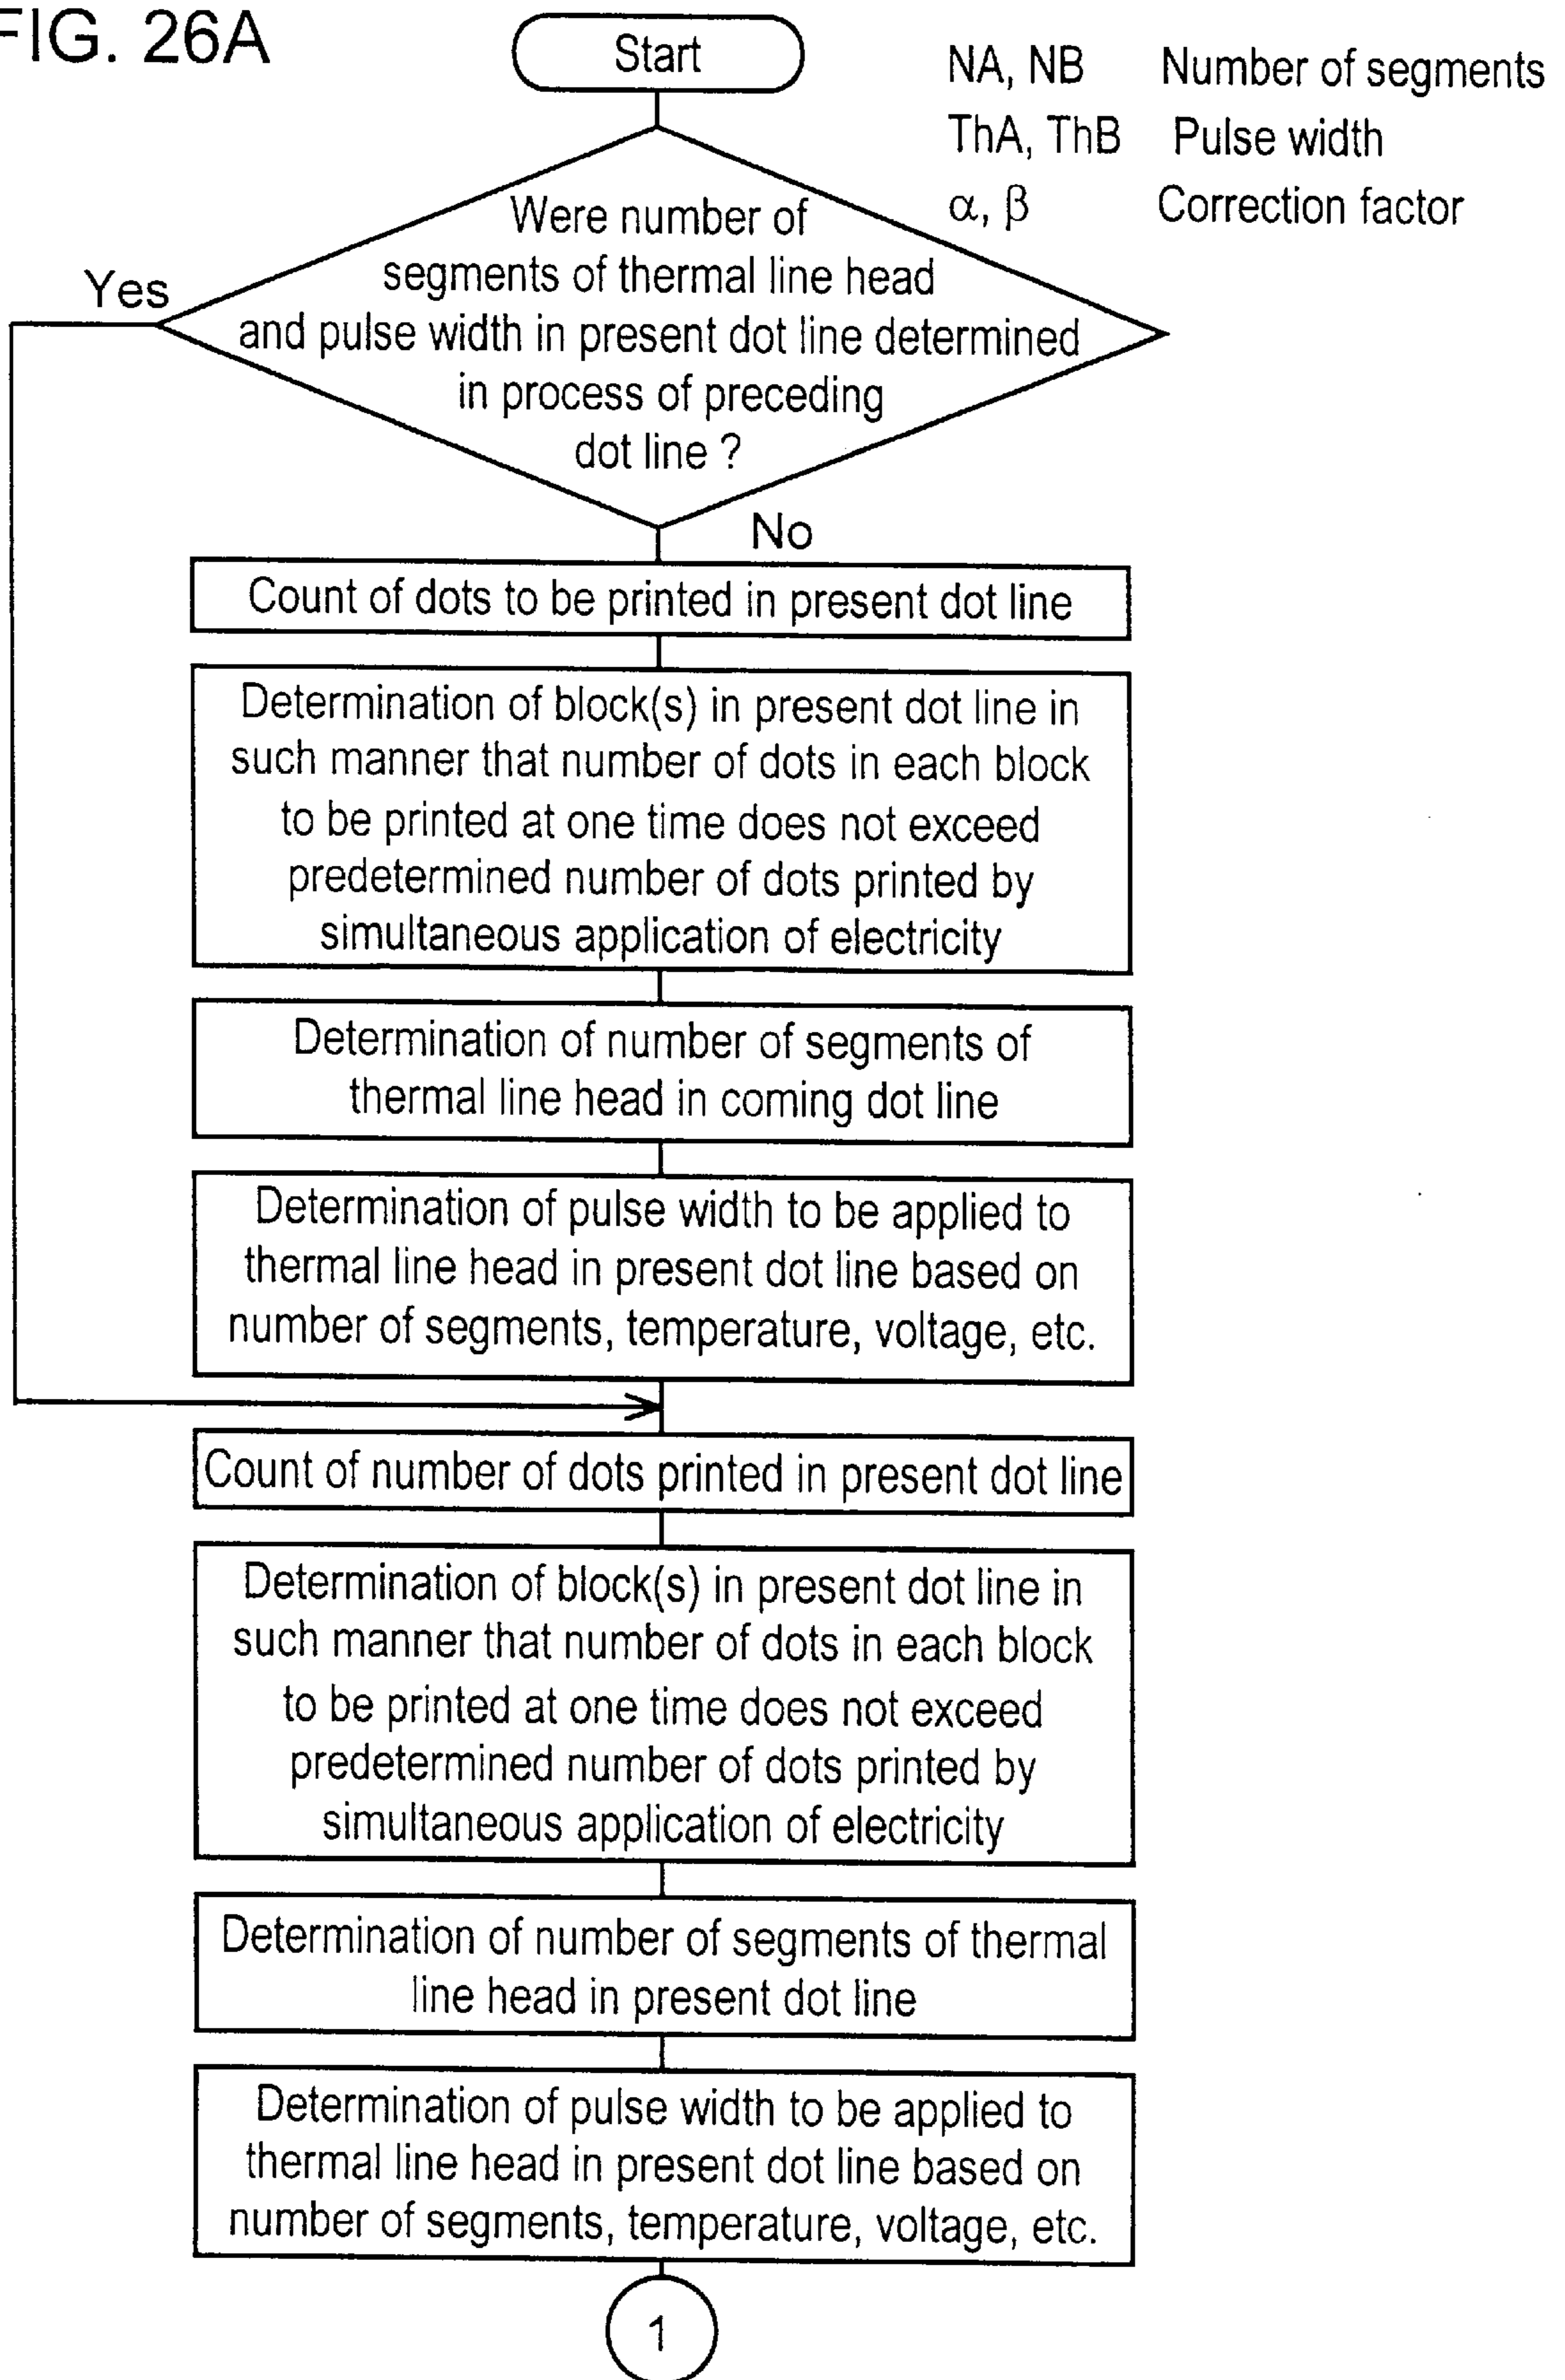 FIG. 26A
Start
NA, NB Number of segments
ThA, ThB Pulse width
α, β Correction factor
Were number of
segments of thermal line head
and pulse width in present dot line determined
in process of preceding
dot line ?
Yes
No
Count of dots to be printed in present dot line
Determination of block(s) in present dot line in
such manner that number of dots in each block
to be printed at one time does not exceed
predetermined number of dots printed by
simultaneous application of electricity
Determination of number of segments of
thermal line head in coming dot line
Determination of pulse width to be applied to
thermal line head in present dot line based on
number of segments, temperature, voltage, etc.
Count of number of dots printed in present dot line
Determination of block(s) in present dot line in
such manner that number of dots in each block
to be printed at one time does not exceed
predetermined number of dots printed by
simultaneous application of electricity
Determination of number of segments of thermal
line head in present dot line
Determination of pulse width to be applied to
thermal line head in present dot line based on
number of segments, temperature, voltage, etc.
1